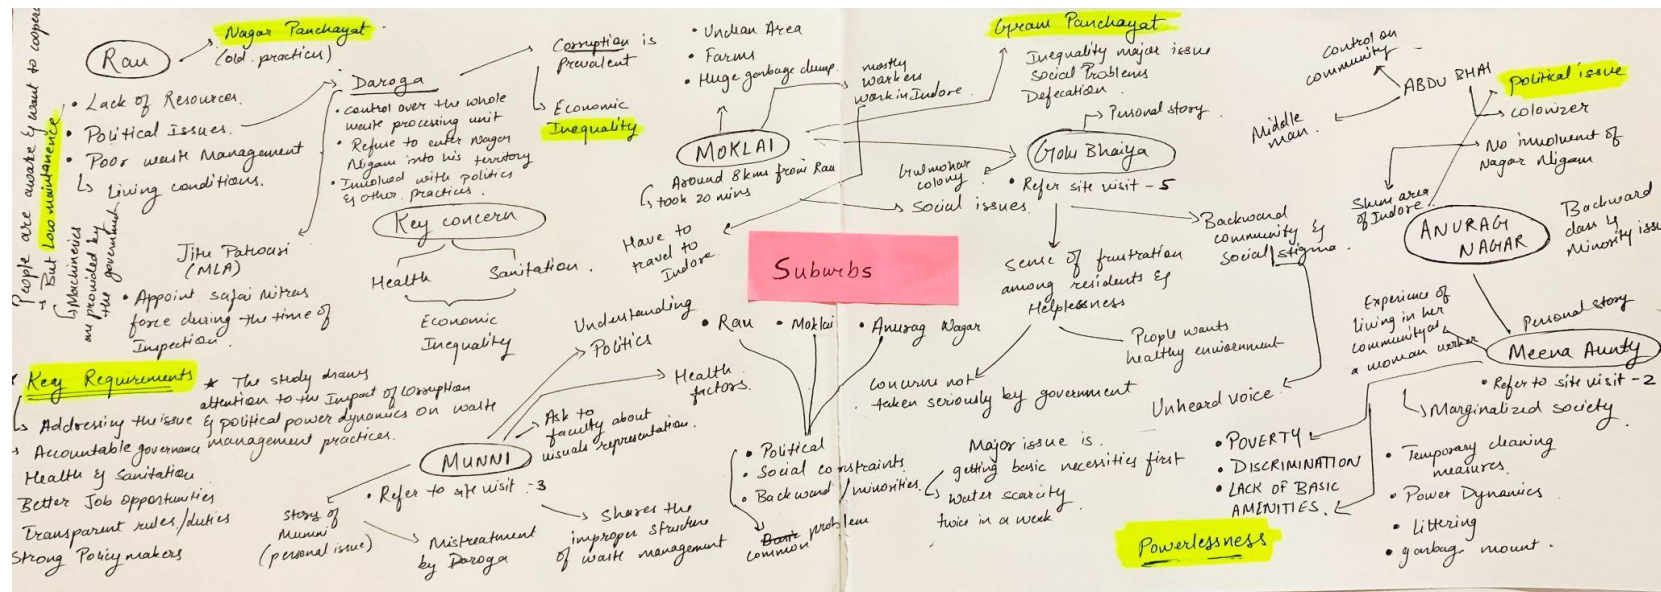 People are aware & want to cooperate
→ But Low maintanence
Machineries
are provided by
the government
Rau
Nagar Panchayat.
(old practices)
• Lack of Resources.
• Political Issues.
• Poor waste Management
↳ Living conditions.
Daroga
• control over the whole
waste processing unit
• Refuse to enter Nagar
Nigam into his territory
• Involved with politics
& other practices.
Corruption is
Prevalent
↳ Economic
Inequality
Jitu Patwari
(MLA)
• Appoint safai mitras
force during the time of
Inspection.
Key concern
Health
Sanitation.
Economic
Inequality
Key Requirements
↳ Addressing the issue
→ Accountable governance
Health & Sanitation
Better Job opportunities
Transparent rules/duties
Strong Policymakers
★ The study draws
attention to the Impact of Corruption
& political power dynamics on waste
management practices.
MUNNI
• Refer to site visit -3
Understanding
Politics
Health
factors.
Ask to
faculty about
visuals representation.
Story of
Munni
(personal issue)
Mistreatment
by Daroga
Shares the
improper structure
of waste management
• Unclean Area
• Farms
• Huge garbage dump.
mostly
workers
work in Indore.
MOKLAI
↳ Around 8kms from Rau
took 20 mins
Have to
travel to
Indore.
Suburbs
• Rau • Moklai • Anurag Nagar
• Political
• Social constraints.
• Backward/minorities.
common problem
Gram Panchayat
Inequality major issue
Social Problems
Defecation.
Personal story
Golu Bhaiya
• Refer site visit -5
Gulmohar
colony
Social issues.
Sense of frustration
among residents &
Helplessness
Backward
community &
Social stigma.
People wants
healthy enviornment
Concerns not
taken seriously by government
Unheard voice
Major issue is.
getting basic necessities first
Water scarcity
twice in a week
control on
community
ABDU BHAI
Middle
man.
Political issue
colonizer
No involvment of
Nagar Nigam
Slum area
of Indore
ANURAG
NAGAR
Backward
class &
Minority
Experience of
living in her
community as
a woman worker
Personal story
Meena Aunty
• Refer to site visit -2
↳ Marginalized society
• Temporary cleaning
measures.
• Power Dynamics
• Littering
• garbag mount.
• POVERTY
• DISCRIMINATION
• LACK OF BASIC
AMENITIES.
Powerlessness